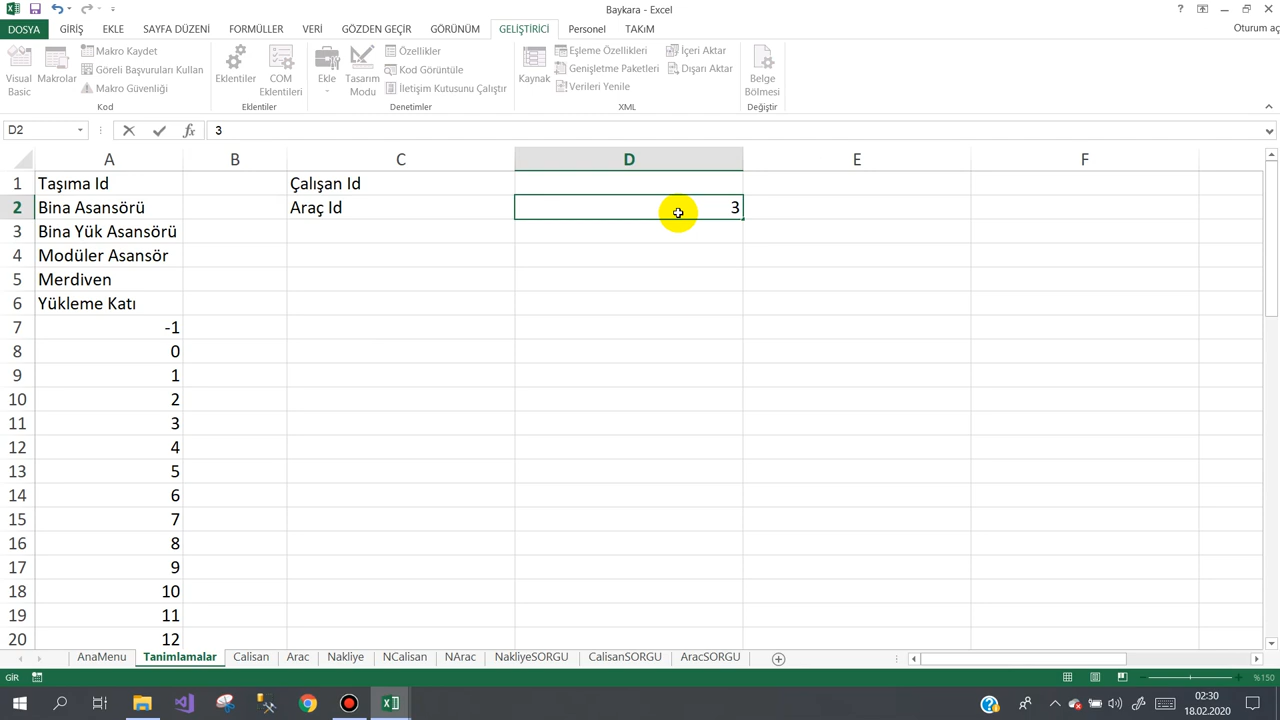 Baykara - Excel
DOSYA GİRİŞ EKLE SAYFA DÜZENİ FORMÜLLER VERİ GÖZDEN GEÇİR GÖRÜNÜM GELİŞTİRİCİ Personel TAKıM Oturum aç
Visual Basic
Makrolar
Makro Kaydet
Göreli Başvuruları Kullan
Makro Güvenliği
Kod
Eklentiler
COM Eklentileri
Eklentiler
Ekle
Tasarım Modu
Özellikler
Kod Görüntüle
İletişim Kutusunu Çalıştır
Denetimler
Kaynak
Eşleme Özellikleri
Genişletme Paketleri
Verileri Yenile
İçeri Aktar
Dışarı Aktar
XML
Belge Bölmesi
Değiştir
D2 fx 3
A B C D E F
1 Taşıma Id Çalışan Id
2 Bina Asansörü Araç Id 3
3 Bina Yük Asansörü
4 Modüler Asansör
5 Merdiven
6 Yükleme Katı
7 -1
8 0
9 1
10 2
11 3
12 4
13 5
14 6
15 7
16 8
17 9
18 10
19 11
20 12
AnaMenu Tanimlamalar Calisan Arac Nakliye NCalisan NArac NakliyeSORGU CalisanSORGU AracSORGU
GİR %150
02:30
18.02.2020